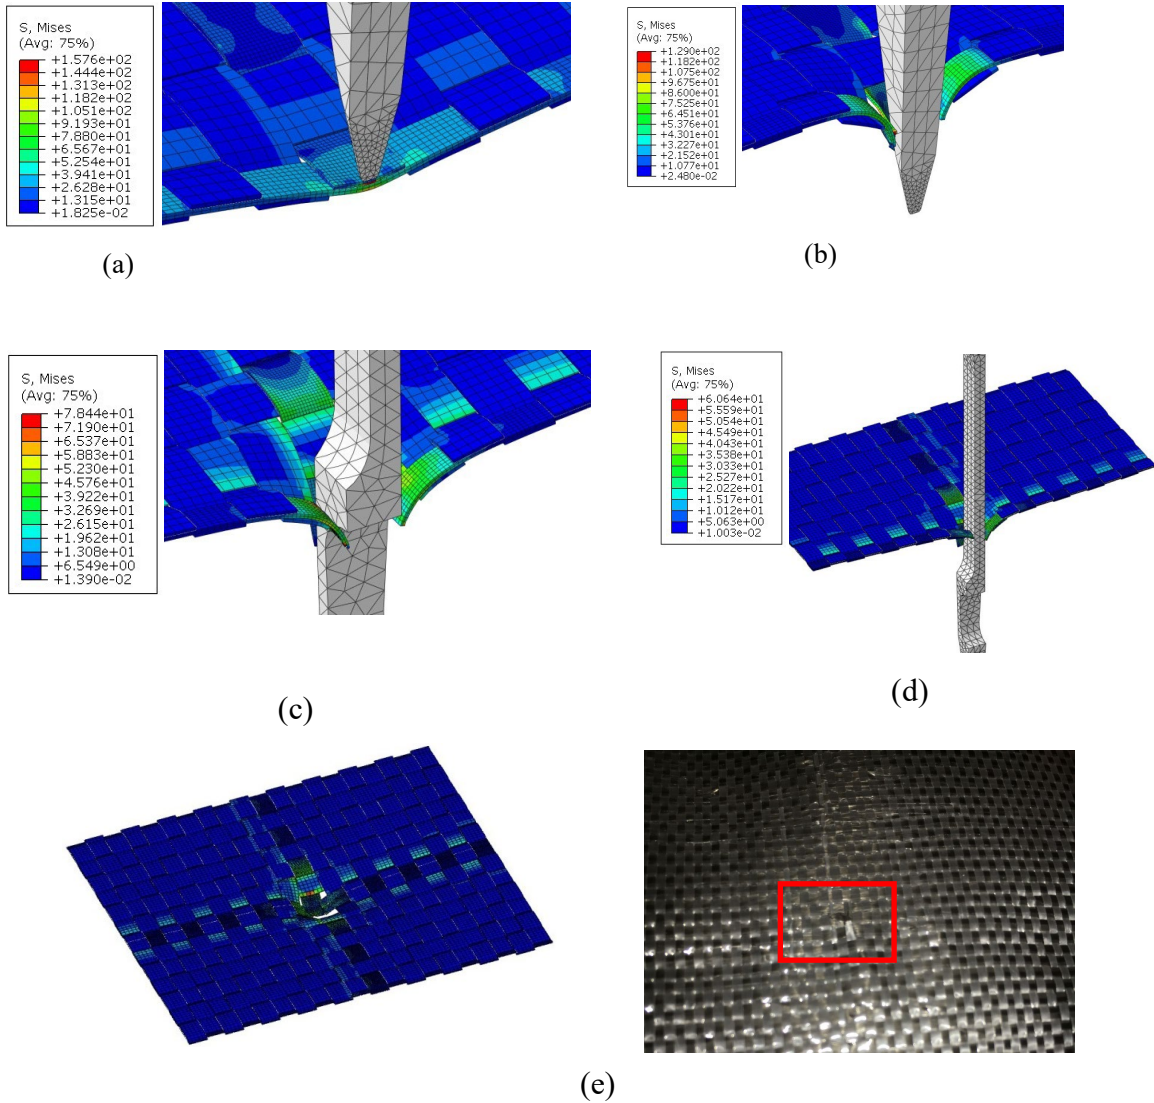 S, Mises
(Avg: 75%)
+1.576e+02
+1.444e+02
+1.313e+02
+1.182e+02
+1.051e+02
+9.193e+01
+7.880e+01
+6.567e+01
+5.254e+01
+3.941e+01
+2.628e+01
+1.315e+01
+1.825e-02
(a)
S, Mises
(Avg: 75%)
+1.290e+02
+1.182e+02
+1.075e+02
+9.675e+01
+8.600e+01
+7.525e+01
+6.451e+01
+5.376e+01
+4.301e+01
+3.227e+01
+2.152e+01
+1.077e+01
+2.480e-02
(b)
S, Mises
(Avg: 75%)
+7.844e+01
+7.190e+01
+6.537e+01
+5.883e+01
+5.230e+01
+4.576e+01
+3.922e+01
+3.269e+01
+2.615e+01
+1.962e+01
+1.308e+01
+6.549e+00
+1.390e-02
(c)
S, Mises
(Avg: 75%)
+6.064e+01
+5.559e+01
+5.054e+01
+4.549e+01
+4.043e+01
+3.538e+01
+3.033e+01
+2.527e+01
+2.022e+01
+1.517e+01
+1.012e+01
+5.063e+00
+1.003e-02
(d)
(e)